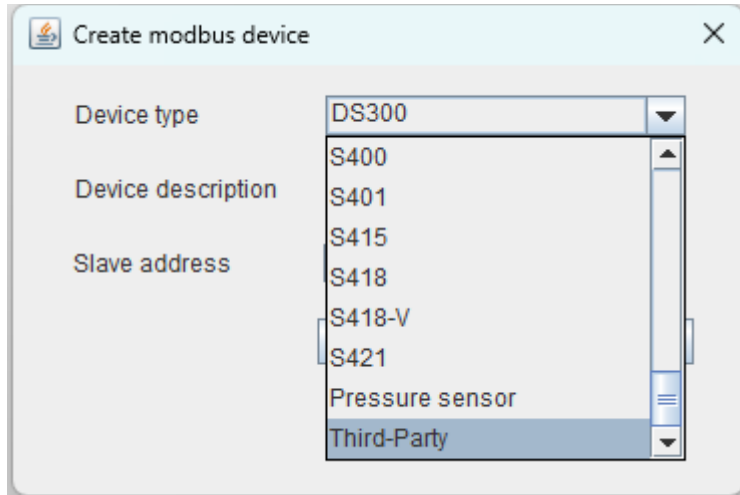 Create modbus device
Device type
DS300
S400
Device description
S401
S415
Slave address
S418
S418-V
S421
Pressure sensor
Third-Party